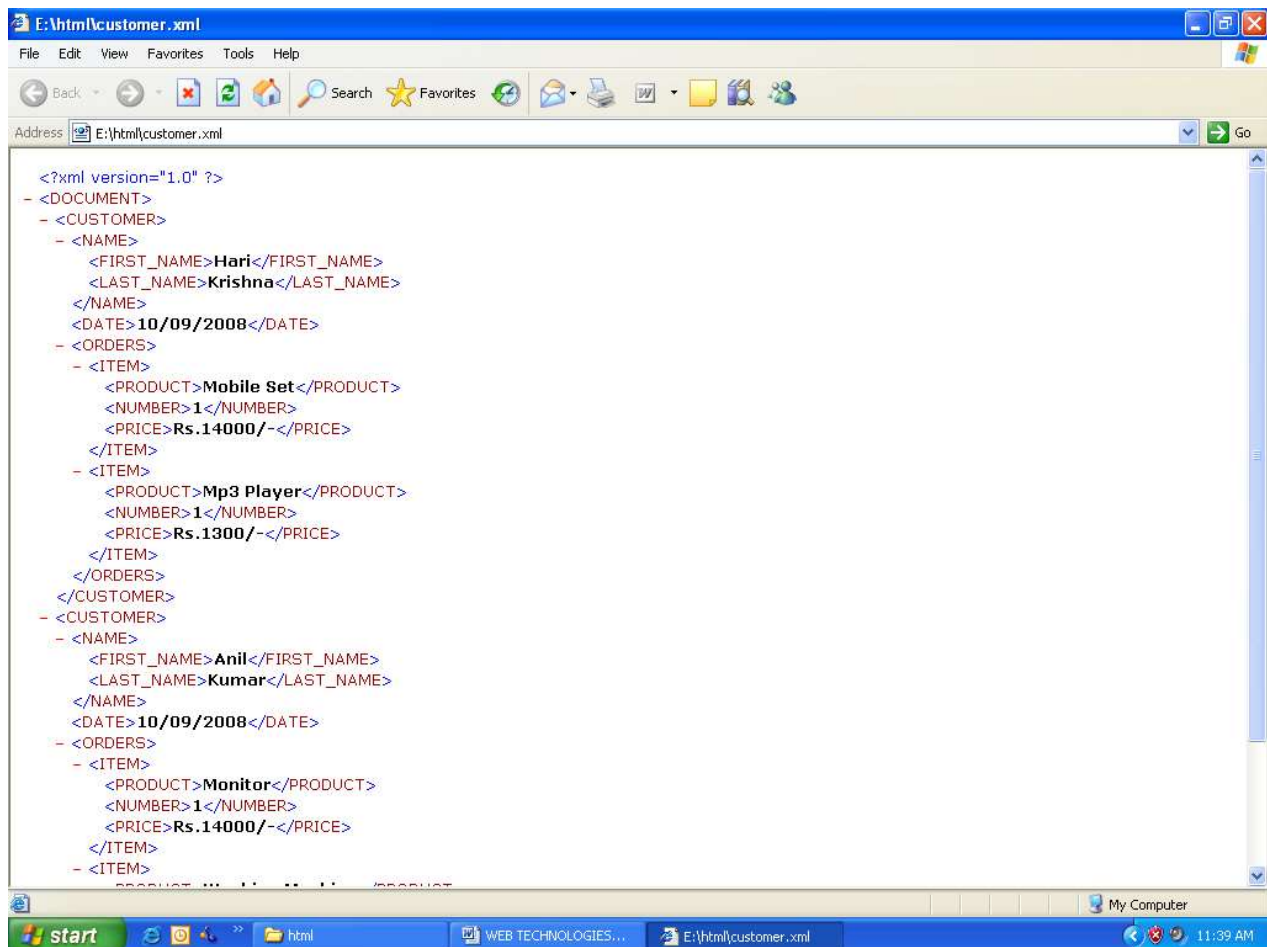 E:\html\customer.xml
File Edit View Favorites Tools Help
Back Search Favorites
Address E:\html\customer.xml Go
<?xml version="1.0" ?>
- <DOCUMENT>
- <CUSTOMER>
- <NAME>
<FIRST_NAME>Hari</FIRST_NAME>
<LAST_NAME>Krishna</LAST_NAME>
</NAME>
<DATE>10/09/2008</DATE>
- <ORDERS>
- <ITEM>
<PRODUCT>Mobile Set</PRODUCT>
<NUMBER>1</NUMBER>
<PRICE>Rs.14000/-</PRICE>
</ITEM>
- <ITEM>
<PRODUCT>Mp3 Player</PRODUCT>
<NUMBER>1</NUMBER>
<PRICE>Rs.1300/-</PRICE>
</ITEM>
</ORDERS>
</CUSTOMER>
- <CUSTOMER>
- <NAME>
<FIRST_NAME>Anil</FIRST_NAME>
<LAST_NAME>Kumar</LAST_NAME>
</NAME>
<DATE>10/09/2008</DATE>
- <ORDERS>
- <ITEM>
<PRODUCT>Monitor</PRODUCT>
<NUMBER>1</NUMBER>
<PRICE>Rs.14000/-</PRICE>
</ITEM>
- <ITEM>
My Computer
start html WEB TECHNOLOGIES... E:\html\customer.xml 11:39 AM